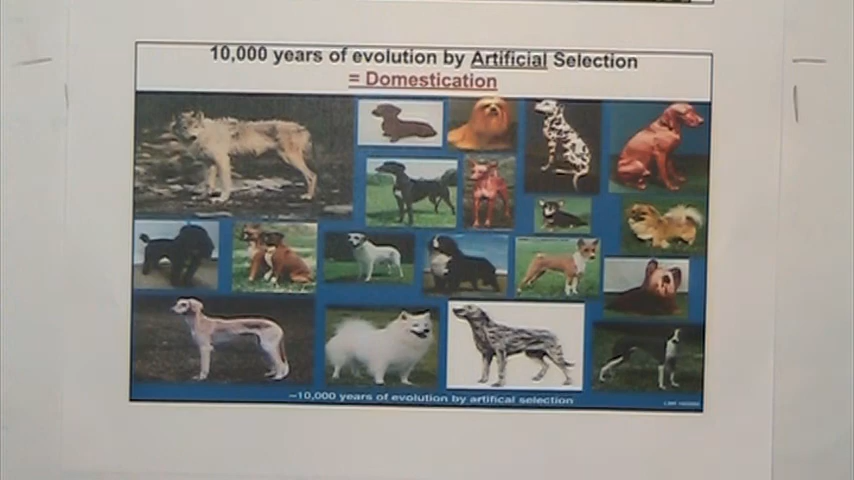 10,000 years of evolution by Artificial Selection
= Domestication
~10,000 years of evolution by artifical selection